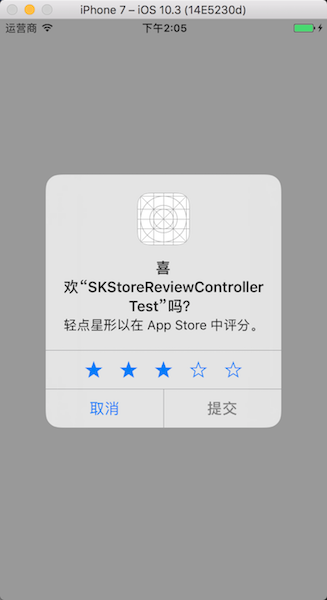 iPhone 7 – iOS 10.3 (14E5230d)
运营商 下午2:05
喜
欢“SKStoreReviewController
Test”吗?
轻点星形以在 App Store 中评分。
取消 提交